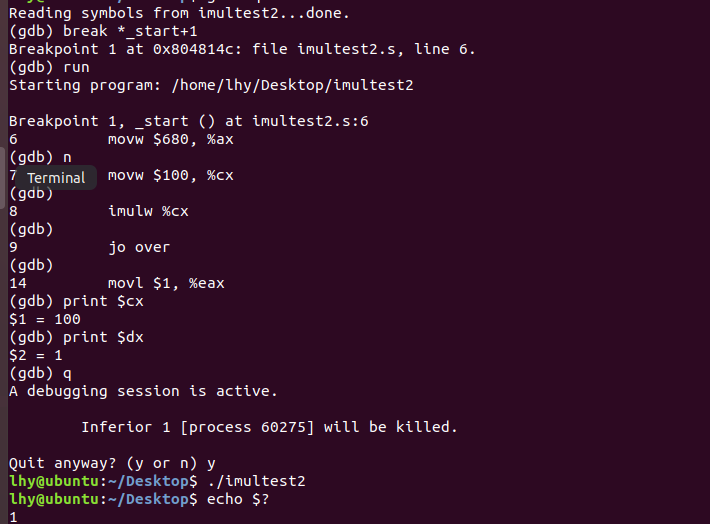 Reading symbols from imultest2...done.
(gdb) break *_start+1
Breakpoint 1 at 0x804814c: file imultest2.s, line 6.
(gdb) run
Starting program: /home/lhy/Desktop/imultest2
Breakpoint 1, _start () at imultest2.s:6
6          movw $680, %ax
(gdb) n
7          movw $100, %cx
Terminal
(gdb)
8          imulw %cx
(gdb)
9          jo over
(gdb)
14         movl $1, %eax
(gdb) print $cx
$1 = 100
(gdb) print $dx
$2 = 1
(gdb) q
A debugging session is active.
        Inferior 1 [process 60275] will be killed.
Quit anyway? (y or n) y
lhy@ubuntu:~/Desktop$ ./imultest2
lhy@ubuntu:~/Desktop$ echo $?
1